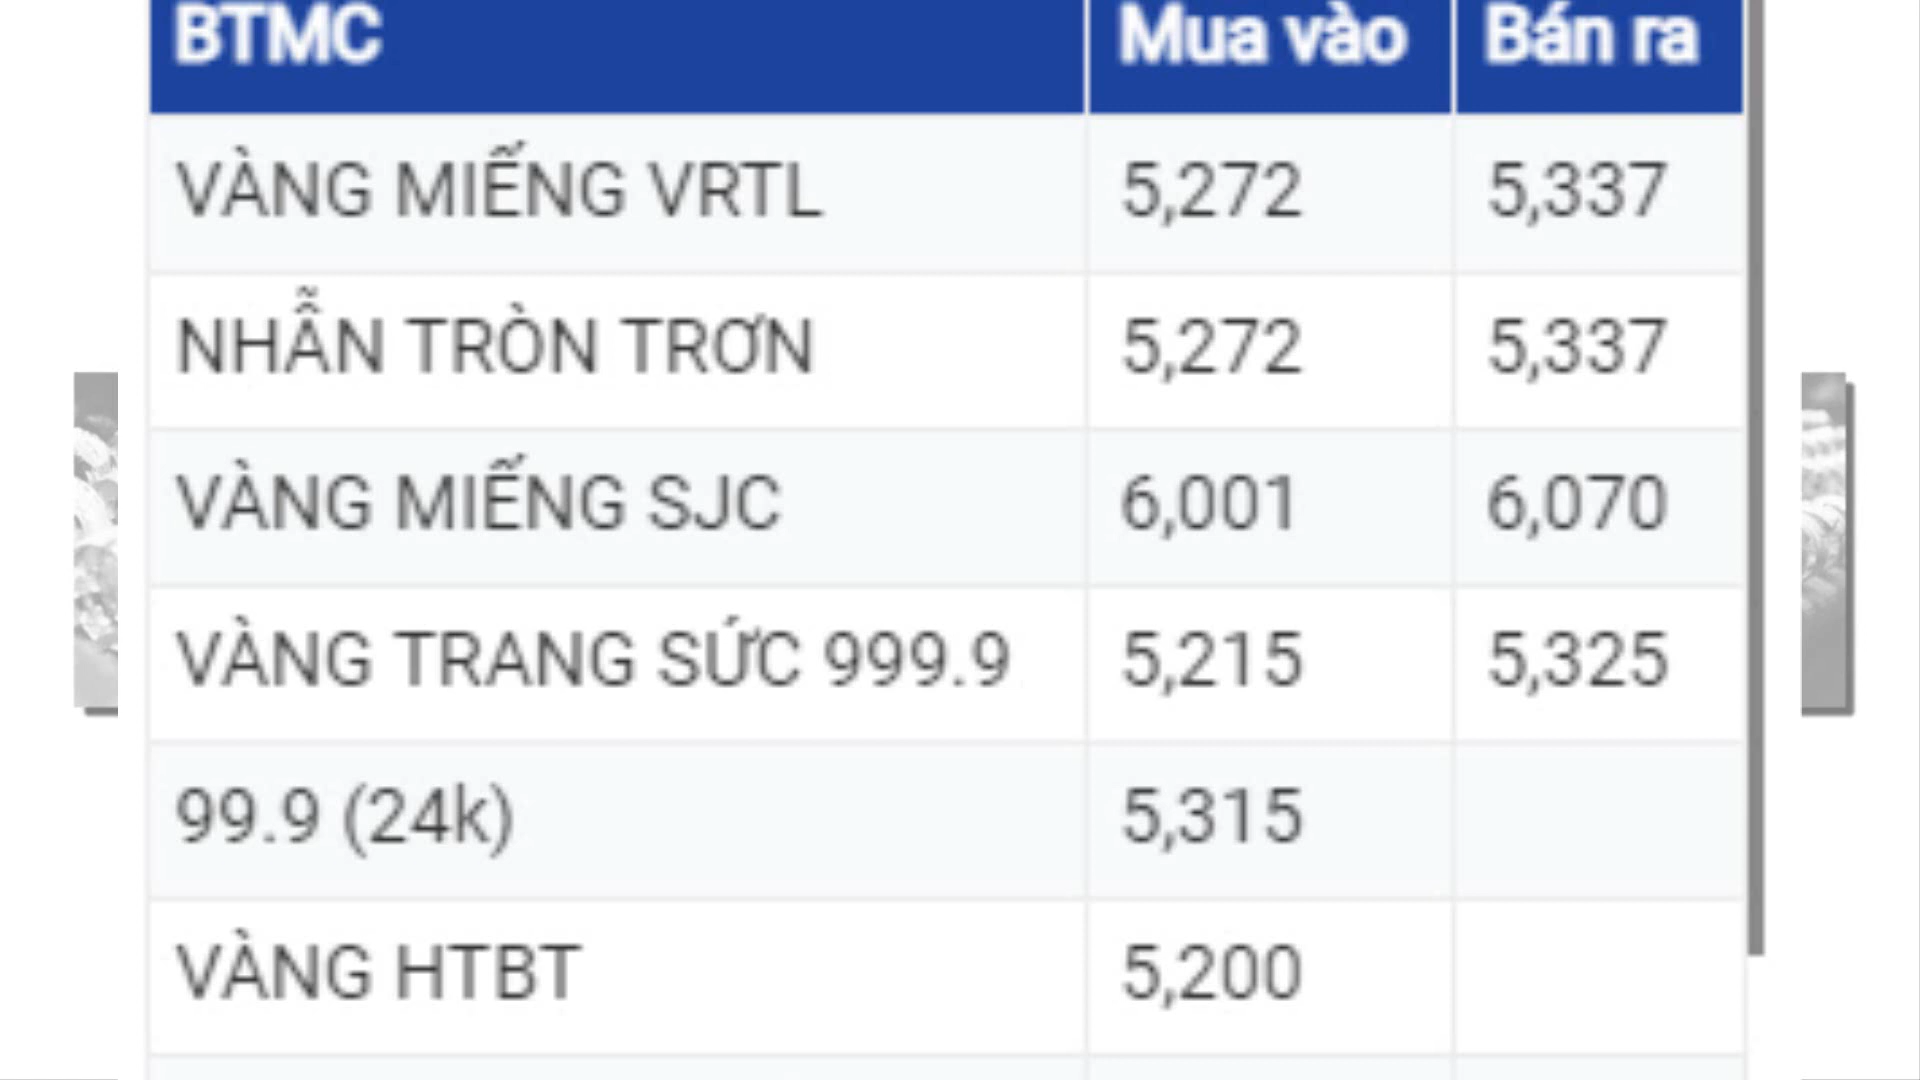 BTMC Mua vào Bán ra
VÀNG MIẾNG VRTL 5,272 5,337
NHẪN TRÒN TRƠN 5,272 5,337
VÀNG MIẾNG SJC 6,001 6,070
VÀNG TRANG SỨC 999.9 5,215 5,325
99.9 (24k) 5,315
VÀNG HTBT 5,200